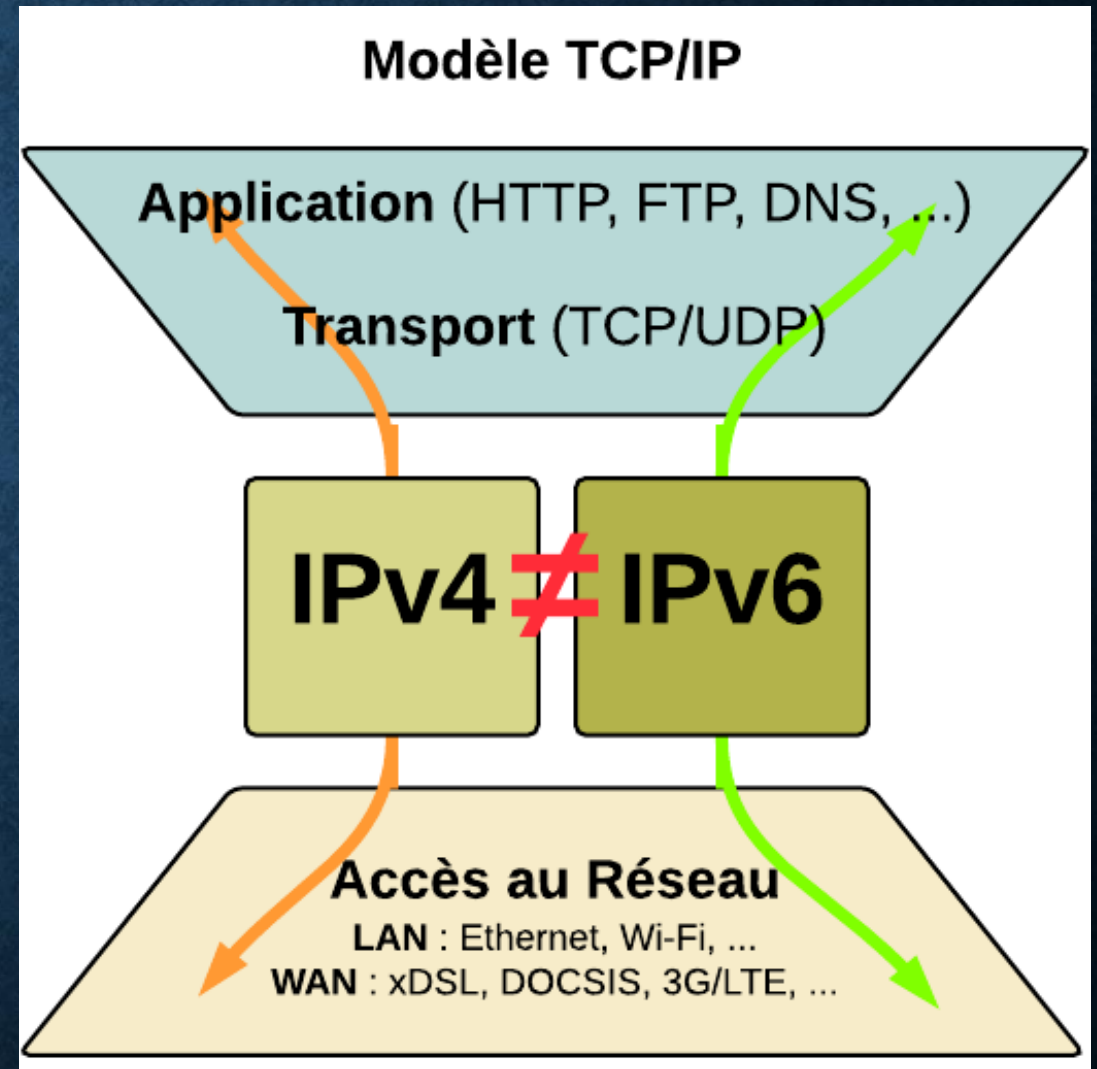 Modèle TCP/IP
Application (HTTP, FTP, DNS, ...)
Transport (TCP/UDP)
IPv4 ≠ IPv6
Accès au Réseau
LAN : Ethernet, Wi-Fi, ...
WAN : xDSL, DOCSIS, 3G/LTE, ...